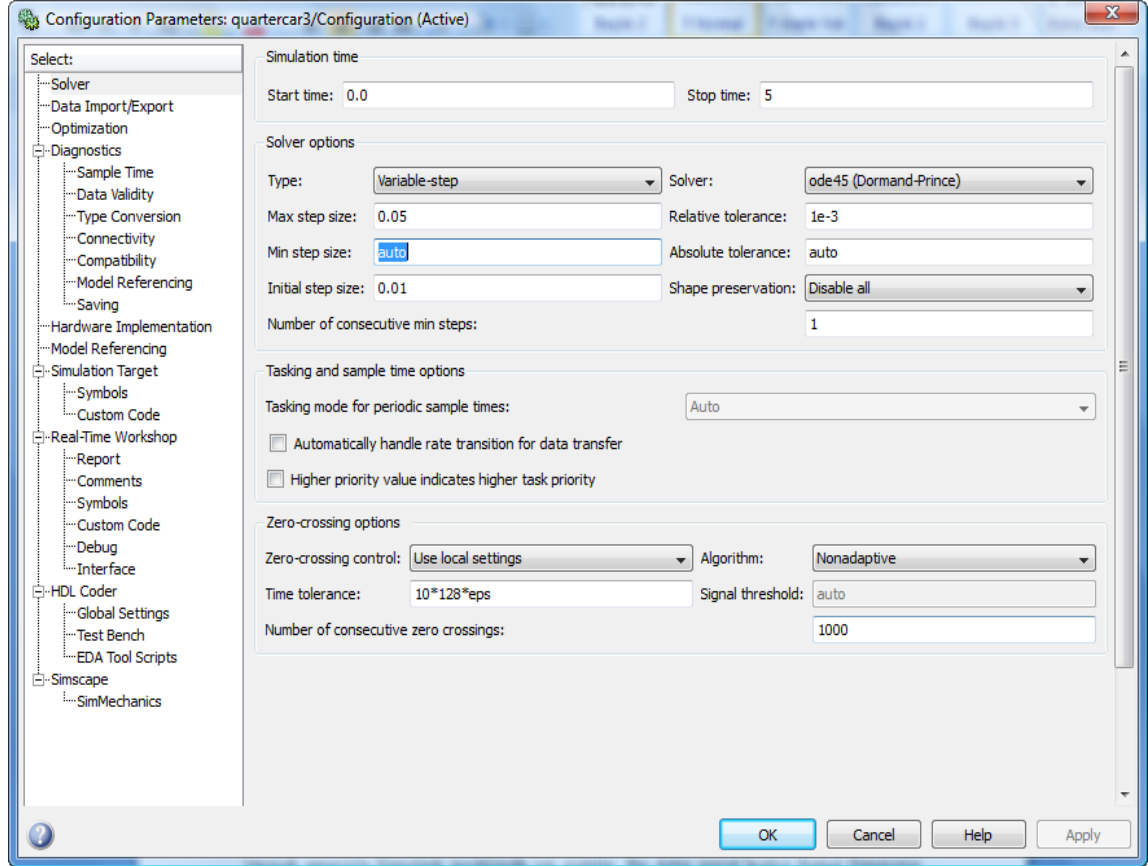 Configuration Parameters: quartercar3/Configuration (Active)
Select:
Solver
Data Import/Export
Optimization
Diagnostics
Sample Time
Data Validity
Type Conversion
Connectivity
Compatibility
Model Referencing
Saving
Hardware Implementation
Model Referencing
Simulation Target
Symbols
Custom Code
Real-Time Workshop
Report
Comments
Symbols
Custom Code
Debug
Interface
HDL Coder
Global Settings
Test Bench
EDA Tool Scripts
Simscape
SimMechanics
Simulation time
Start time: 0.0 Stop time: 5
Solver options
Type: Variable-step Solver: ode45 (Dormand-Prince)
Max step size: 0.05 Relative tolerance: 1e-3
Min step size: auto Absolute tolerance: auto
Initial step size: 0.01 Shape preservation: Disable all
Number of consecutive min steps: 1
Tasking and sample time options
Tasking mode for periodic sample times: Auto
Automatically handle rate transition for data transfer
Higher priority value indicates higher task priority
Zero-crossing options
Zero-crossing control: Use local settings Algorithm: Nonadaptive
Time tolerance: 10*128*eps Signal threshold: auto
Number of consecutive zero crossings: 1000
OK Cancel Help Apply